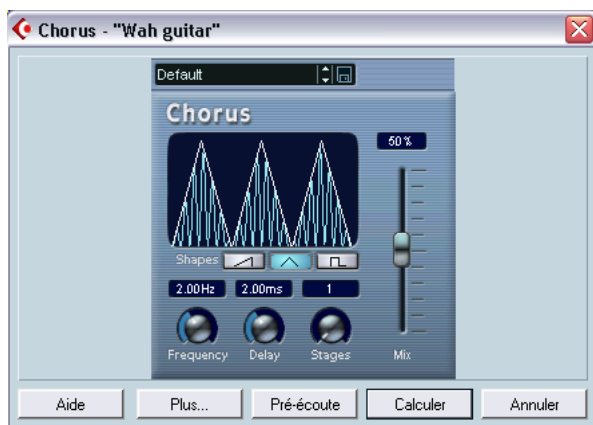 Chorus - "Wah guitar"
Default
Chorus
50%
Shapes
2.00Hz 2.00ms 1
Frequency Delay Stages Mix
Aide Plus... Pré-écoute Calculer Annuler